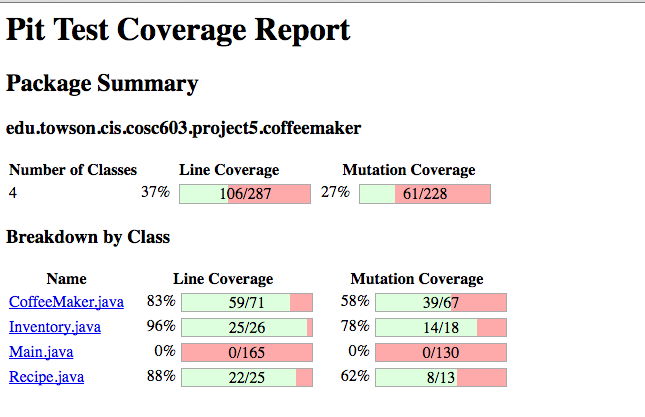 Pit Test Coverage Report
Package Summary
edu.towson.cis.cosc603.project5.coffeemaker
Number of Classes Line Coverage Mutation Coverage
4 37% 106/287 27% 61/228
Breakdown by Class
Name Line Coverage Mutation Coverage
CoffeeMaker.java 83% 59/71 58% 39/67
Inventory.java 96% 25/26 78% 14/18
Main.java 0% 0/165 0% 0/130
Recipe.java 88% 22/25 62% 8/13